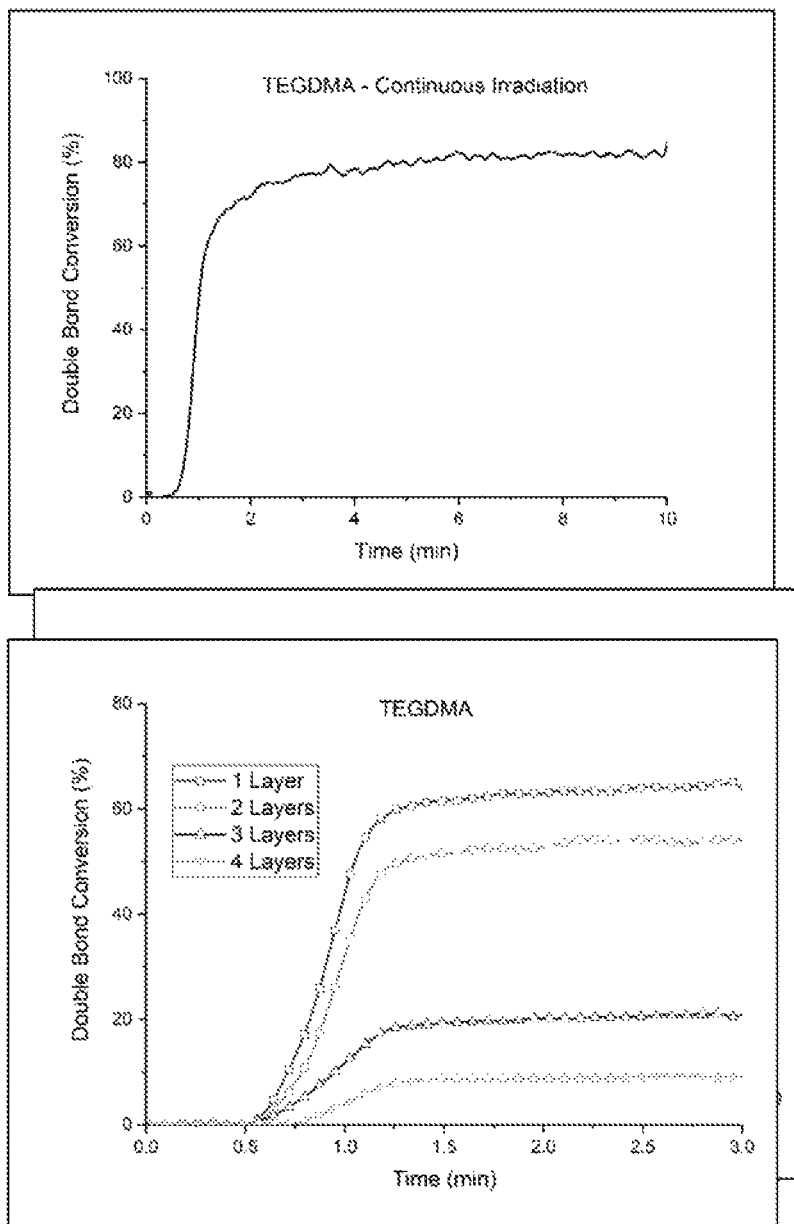 TEGDMA - Continuous Irradiation
100
80
60
40
20
0
Double Bond Conversion (%)
0 2 4 6 8 10
Time (min)
TEGDMA
80
60
40
20
0
Double Bond Conversion (%)
1 Layer
2 Layers
3 Layers
4 Layers
0.0 0.5 1.0 1.5 2.0 2.5 3.0
Time (min)